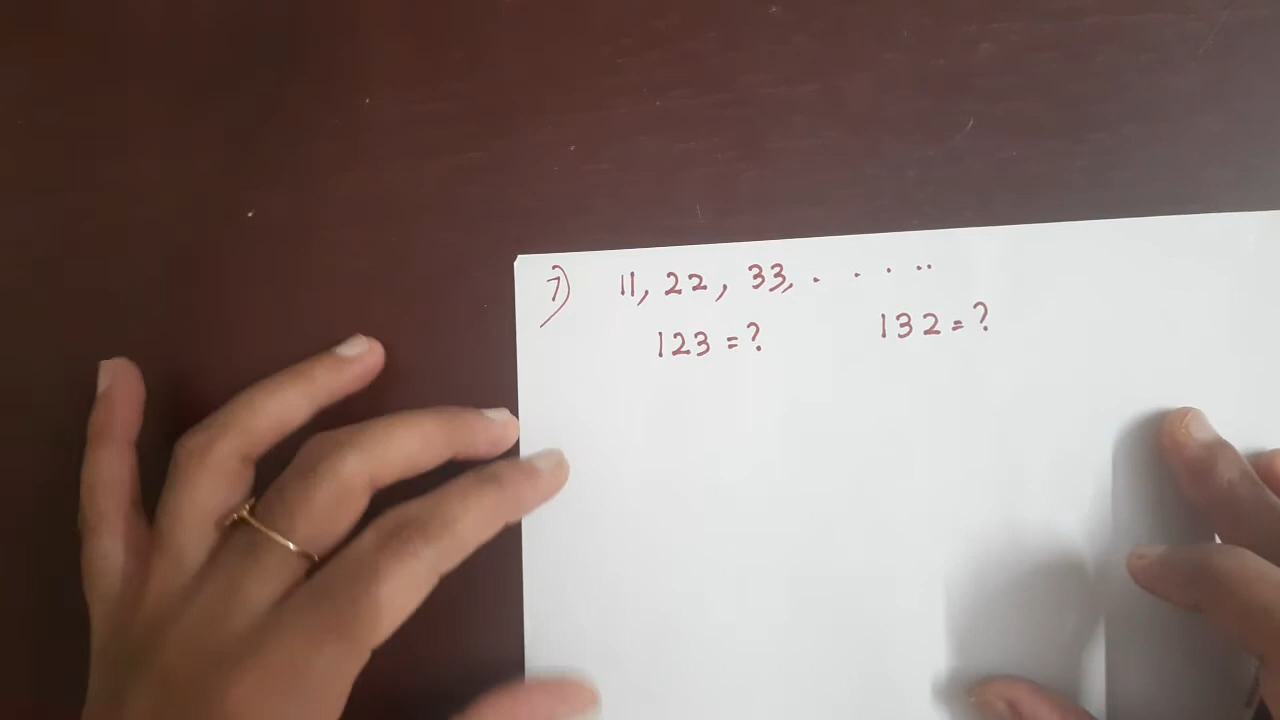 7) 11, 22, 33, . . . . .
123 = ? 132 = ?